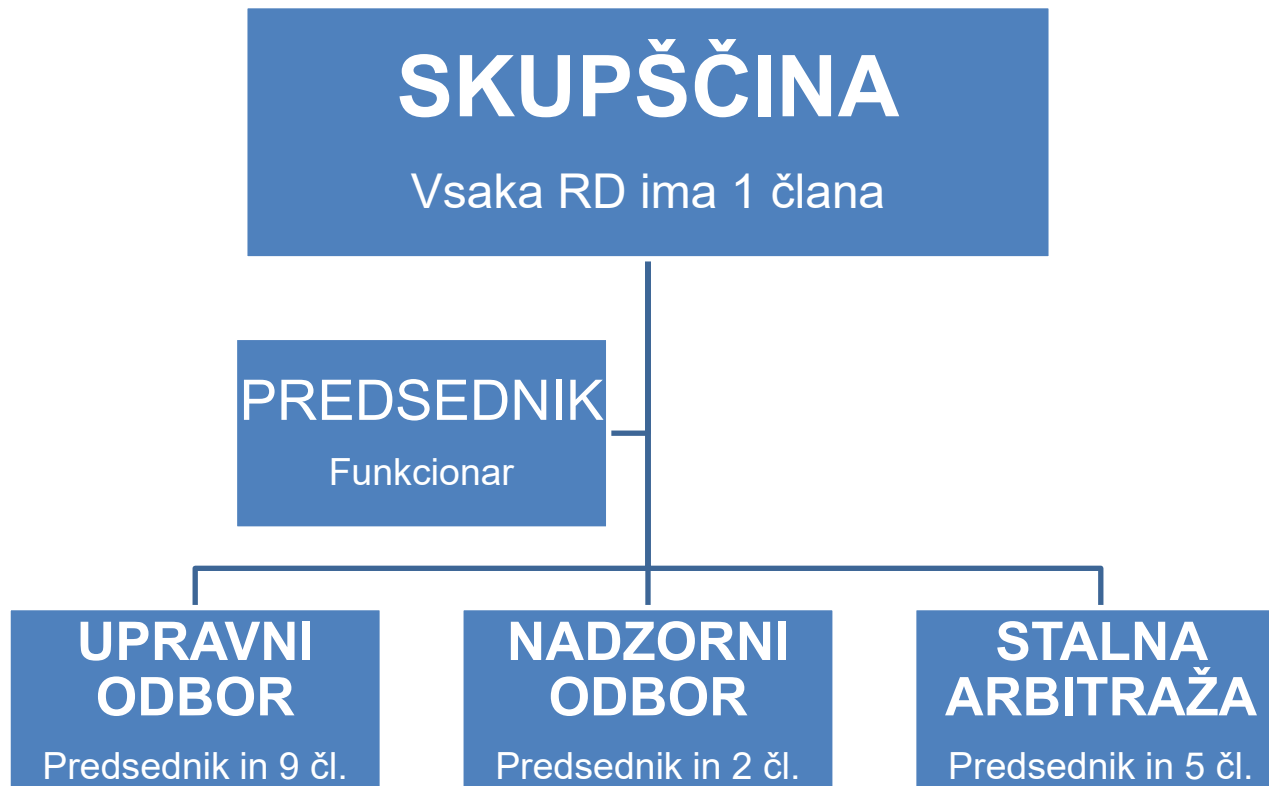 SKUPŠČINA
Vsaka RD ima 1 člana
PREDSEDNIK
Funkcionar
UPRAVNI
ODBOR
Predsednik in 9 čl.
NADZORNI
ODBOR
Predsednik in 2 čl.
STALNA
ARBITRAŽA
Predsednik in 5 čl.